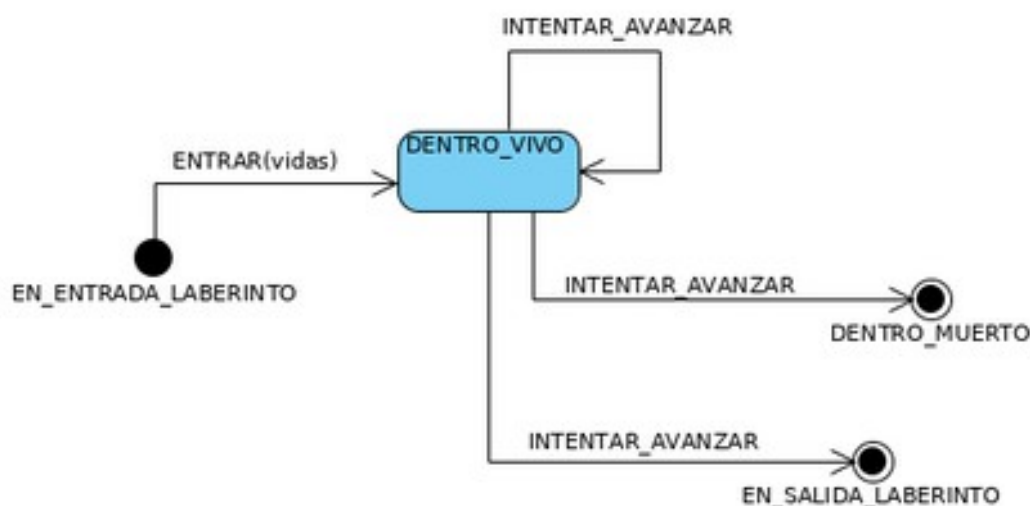 INTENTAR_AVANZAR
DENTRO_VIVO
ENTRAR(vidas)
EN_ENTRADA_LABERINTO
INTENTAR_AVANZAR
DENTRO_MUERTO
INTENTAR_AVANZAR
EN_SALIDA_LABERINTO